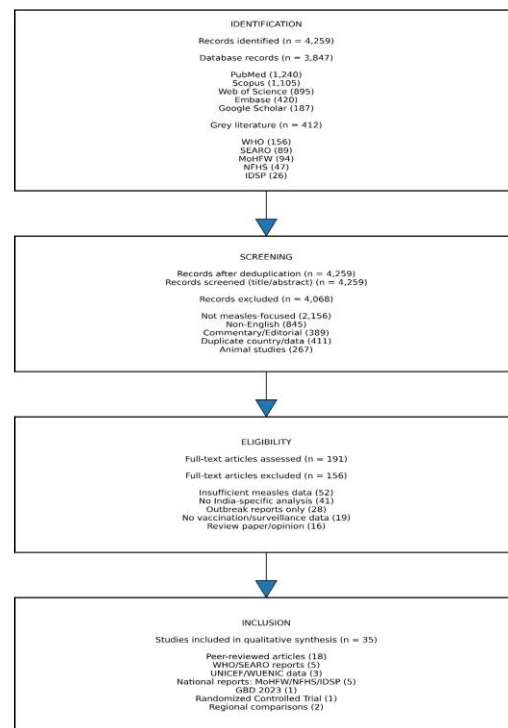 IDENTIFICATION
Records identified (n = 4,259)
Database records (n = 3,847)
PubMed (1,240)
Scopus (1,105)
Web of Science (895)
Embase (420)
Google Scholar (187)
Grey literature (n = 412)
WHO (156)
SEARO (89)
MoHFW (94)
NFHS (47)
IDSP (26)
SCREENING
Records after deduplication (n = 4,259)
Records screened (title/abstract) (n = 4,259)
Records excluded (n = 4,068)
Not measles-focused (2,156)
Non-English (845)
Commentary/Editorial (389)
Duplicate country/data (411)
Animal studies (267)
ELIGIBILITY
Full-text articles assessed (n = 191)
Full-text articles excluded (n = 156)
Insufficient measles data (52)
No India-specific analysis (41)
Outbreak reports only (28)
No vaccination/surveillance data (19)
Review paper/opinion (16)
INCLUSION
Studies included in qualitative synthesis (n = 35)
Peer-reviewed articles (18)
WHO/SEARO reports (5)
UNICEF/WUENIC data (3)
National reports: MoHFW/NFHS/IDSP (5)
GBD 2023 (1)
Randomized Controlled Trial (1)
Regional comparisons (2)